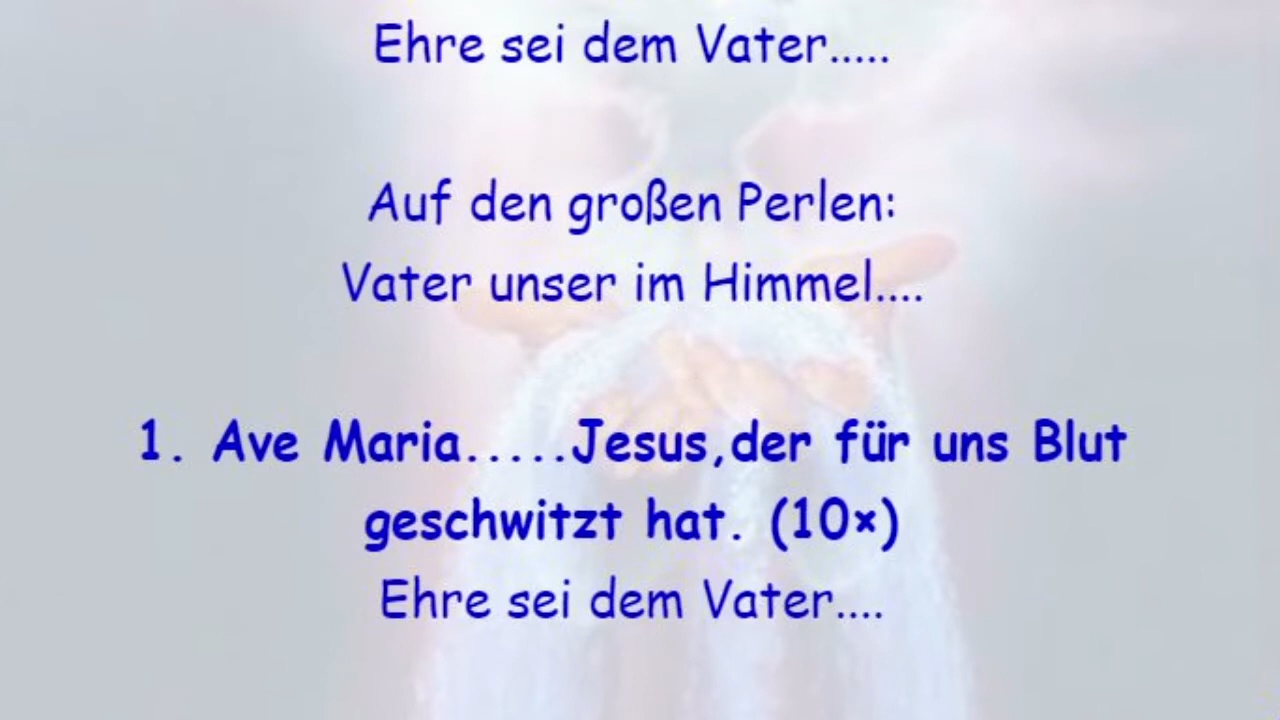 Ehre sei dem Vater.....
Auf den großen Perlen:
Vater unser im Himmel....
1. Ave Maria.....Jesus,der für uns Blut
geschwitzt hat. (10×)
Ehre sei dem Vater....